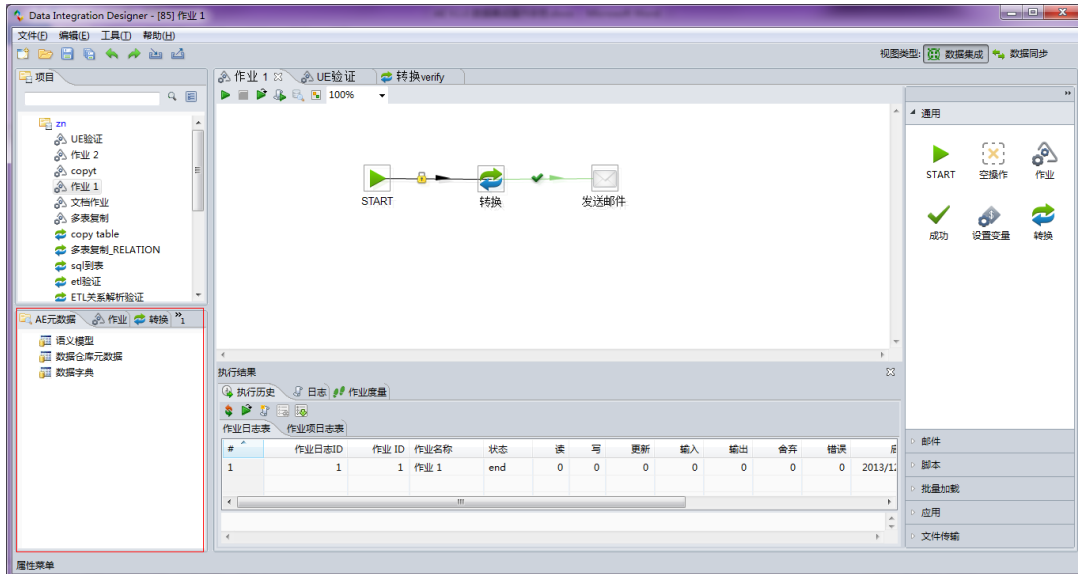 Data Integration Designer - [85] 作业 1
文件(F) 编辑(E) 工具(T) 帮助(H)
视图类型: 数据集成 数据同步
项目
zn
UE验证
作业 2
copyt
作业 1
文档作业
多表复制
copy table
多表复制_RELATION
sql到表
etl验证
ETL关系解析验证
AE元数据 作业 转换 »1
语义模型
数据仓库元数据
数据字典
作业 1 UE验证 转换verify
100%
START 转换 发送邮件
执行结果
执行历史 日志 作业度量
作业日志表 作业项日志表
# 作业日志ID 作业 ID 作业名称 状态 读 写 更新 输入 输出 舍弃 错误
1 1 1 作业 1 end 0 0 0 0 0 0 0 2013/12
通用
START 空操作 作业
成功 设置变量 转换
邮件
脚本
批量加载
应用
文件传输
属性菜单